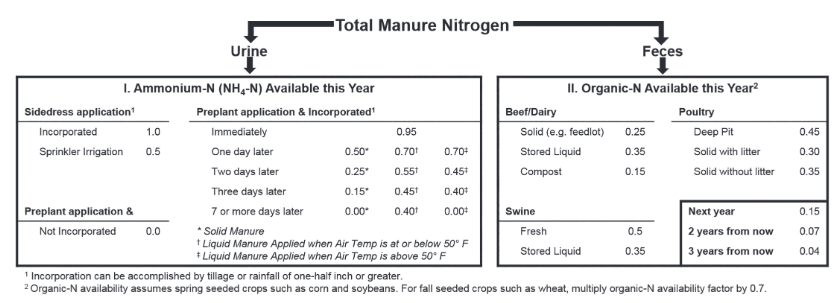 Total Manure Nitrogen
Urine Feces
I. Ammonium-N (NH4-N) Available this Year
Sidedress application¹ Preplant application & Incorporated¹
Incorporated 1.0 Immediately 0.95
Sprinkler Irrigation 0.5 One day later 0.50* 0.70† 0.70‡
Two days later 0.25* 0.55† 0.45‡
Three days later 0.15* 0.45† 0.40‡
Preplant application & 7 or more days later 0.00* 0.40† 0.00‡
Not Incorporated 0.0 * Solid Manure
† Liquid Manure Applied when Air Temp is at or below 50° F
‡ Liquid Manure Applied when Air Temp is above 50° F
II. Organic-N Available this Year²
Beef/Dairy Poultry
Solid (e.g. feedlot) 0.25 Deep Pit 0.45
Stored Liquid 0.35 Solid with litter 0.30
Compost 0.15 Solid without litter 0.35
Swine Next year 0.15
Fresh 0.5 2 years from now 0.07
Stored Liquid 0.35 3 years from now 0.04
¹ Incorporation can be accomplished by tillage or rainfall of one-half inch or greater.
² Organic-N availability assumes spring seeded crops such as corn and soybeans. For fall seeded crops such as wheat, multiply organic-N availability factor by 0.7.